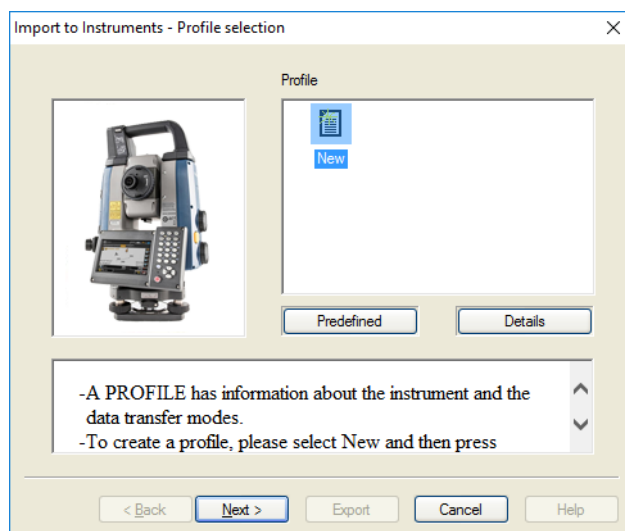 Import to Instruments - Profile selection
Profile
New
Predefined
Details
-A PROFILE has information about the instrument and the
data transfer modes.
-To create a profile, please select New and then press
< Back
Next >
Export
Cancel
Help